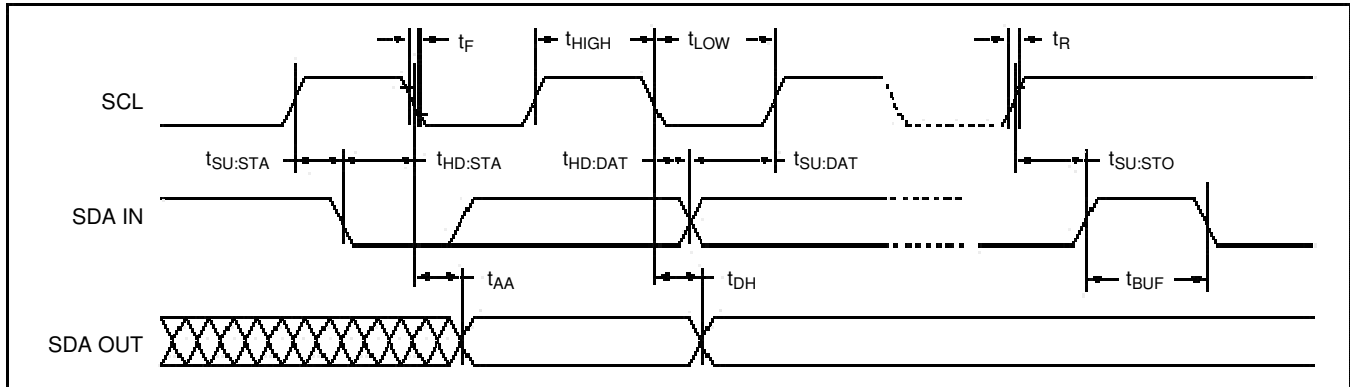 tF
tHIGH
tLOW
tR
SCL
tSU:STA
tHD:STA
tHD:DAT
tSU:DAT
tSU:STO
SDA IN
tAA
tDH
tBUF
SDA OUT